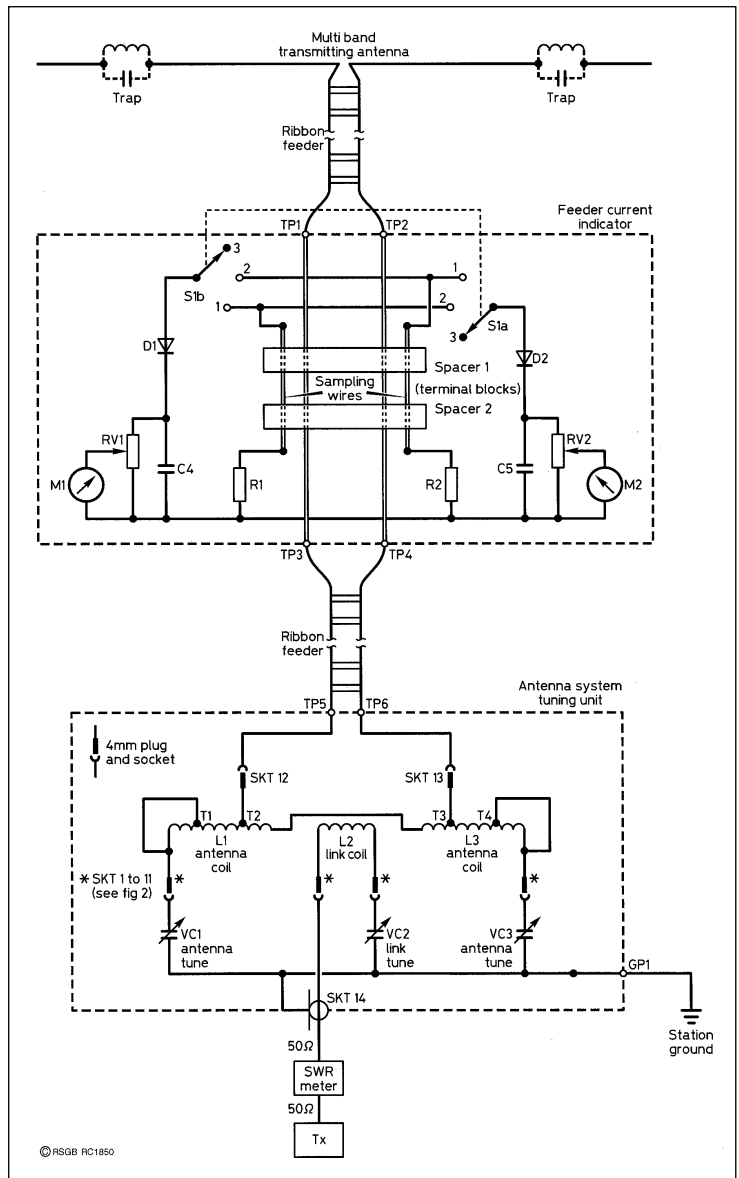 Multi band
transmitting antenna
Trap
Trap
Ribbon
feeder
TP1
TP2
Feeder current
indicator
3
2
1
S1b
1
2
S1a
3
D1
D2
Spacer 1
Sampling
wires
(terminal blocks)
Spacer 2
RV1
RV2
M1
C4
R1
R2
C5
M2
TP3
TP4
Ribbon
feeder
TP5
TP6
Antenna system
tuning unit
4mm plug
and socket
SKT 12
SKT 13
T1
T2
T3
T4
L1
antenna
coil
L2
link coil
L3
antenna
coil
* SKT 1 to 11
(see fig 2)
*
*
*
*
VC1
antenna
tune
VC2
link
tune
VC3
antenna
tune
GP1
SKT 14
Station
ground
50Ω
SWR
meter
50Ω
Tx
© RSGB RC1850